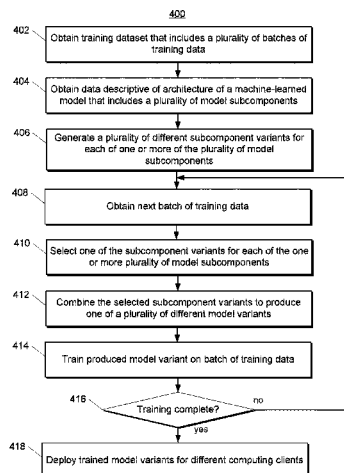 400
402
Obtain training dataset that includes a plurality of batches of
training data
404
Obtain data descriptive of architecture of a machine-learned
model that includes a plurality of model subcomponents
406
Generate a plurality of different subcomponent variants for
each of one or more of the plurality of model
subcomponents
408
Obtain next batch of training data
410
Select one of the subcomponent variants for each of the one
or more plurality of model subcomponents
412
Combine the selected subcomponent variants to produce
one of a plurality of different model variants
414
Train produced model variant on batch of training data
416
Training complete?
no
yes
418
Deploy trained model variants for different computing clients